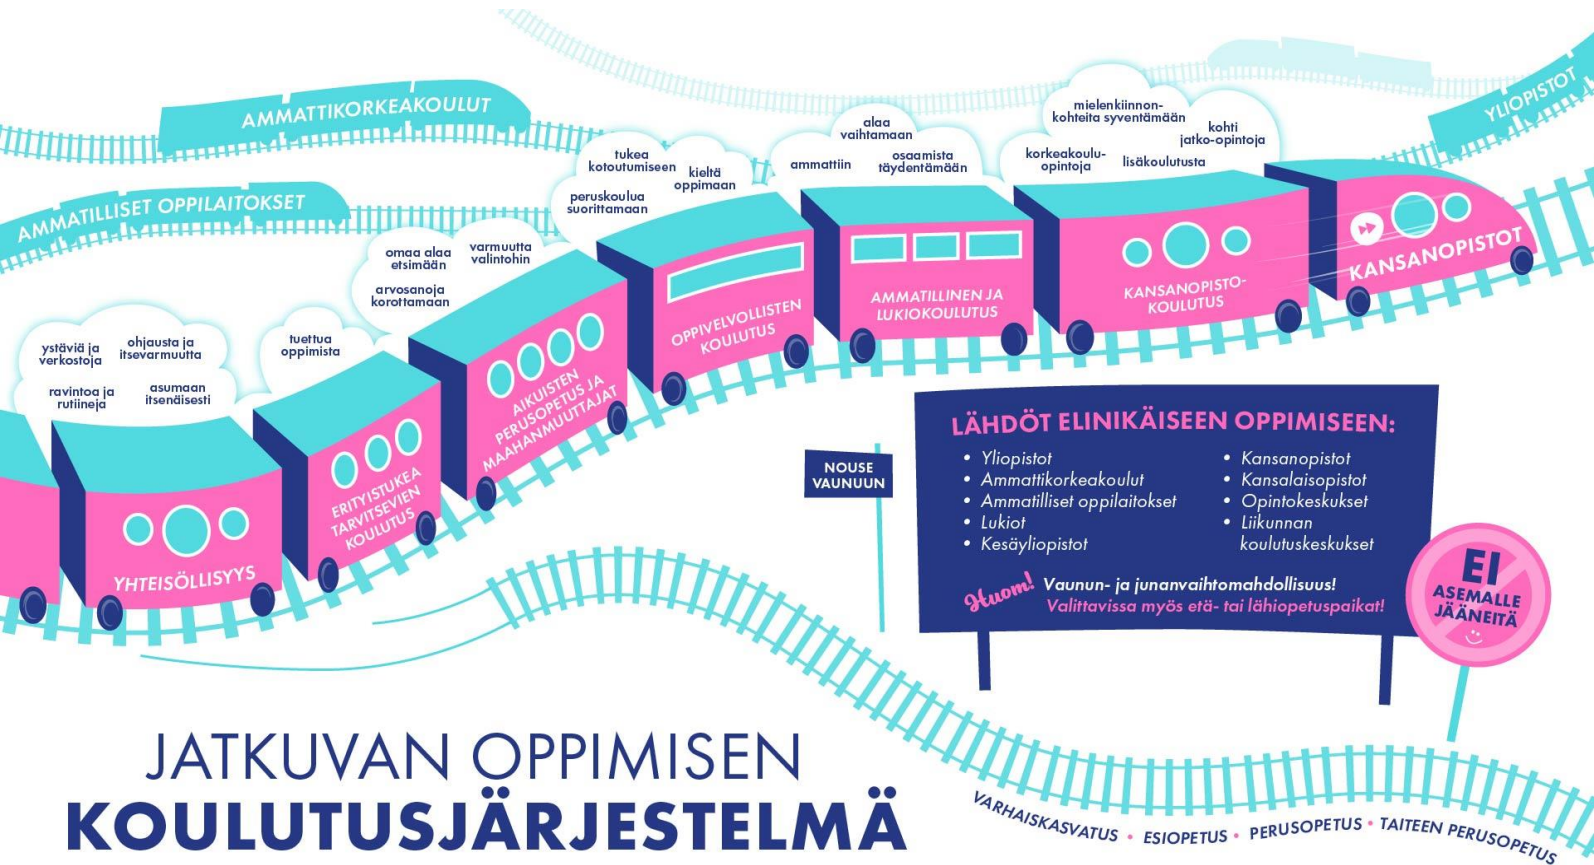 AMMATTIKORKEAKOULUT
YLIOPISTOT
AMMATILLISET OPPILAITOKSET
ystäviä ja
verkostoja
ohjausta ja
itsevarmuutta
ravintoa ja
rutiineja
asumaan
itsenäisesti
tuettua
oppimista
omaa alaa
etsimään
varmuutta
valintohin
arvosanoja
korottamaan
tukea
kotoutumiseen
kieltä
oppimaan
peruskoulua
suorittamaan
alaa
vaihtamaan
ammattiin
osaamista
täydentämään
mielenkiinnon-
kohteita syventämään
kohti
jatko-opintoja
korkeakoulu-
opintoja
lisäkoulutusta
YHTEISÖLLISYYS
ERITYISTUKEA
TARVITSEVIEN
KOULUTUS
AIKUISTEN
PERUSOPETUS JA
MAAHANMUUTTAJAT
OPPIVELVOLLISTEN
KOULUTUS
AMMATILLINEN JA
LUKIOKOULUTUS
KANSANOPISTO-
KOULUTUS
KANSANOPISTOT
NOUSE
VAUNUUN
LÄHDÖT ELINIKÄISEEN OPPIMISEEN:
• Yliopistot
• Ammattikorkeakoulut
• Ammatilliset oppilaitokset
• Lukiot
• Kesäyliopistot
• Kansanopistot
• Kansalaisopistot
• Opintokeskukset
• Liikunnan
koulutuskeskukset
Huom! Vaunun- ja junanvaihtomahdollisuus!
Valittavissa myös etä- tai lähiopetuspaikat!
EI
ASEMALLE
JÄÄNEITÄ
JATKUVAN OPPIMISEN
KOULUTUSJÄRJESTELMÄ
VARHAISKASVATUS • ESIOPETUS • PERUSOPETUS • TAITEEN PERUSOPETUS